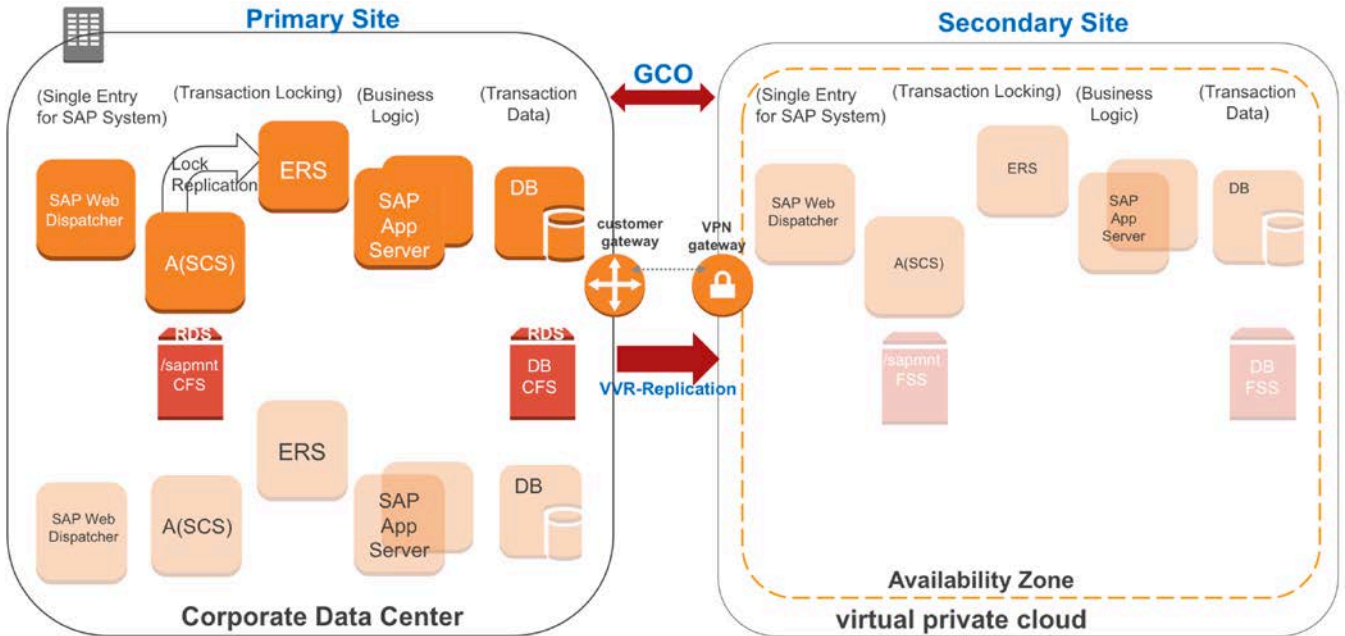 Primary Site
Secondary Site
GCO
(Single Entry
for SAP System)
(Transaction Locking)
(Business
Logic)
(Transaction
Data)
Lock
Replication
ERS
SAP Web
Dispatcher
A(SCS)
SAP
App
Server
DB
RDS
/sapmnt
CFS
RDS
DB
CFS
customer
gateway
VPN
gateway
VVR-Replication
(Single Entry
for SAP System)
(Transaction Locking)
(Business
Logic)
(Transaction
Data)
ERS
SAP Web
Dispatcher
A(SCS)
SAP
App
Server
DB
/sapmnt
FSS
DB
FSS
ERS
SAP Web
Dispatcher
A(SCS)
SAP
App
Server
DB
Corporate Data Center
Availability Zone
virtual private cloud